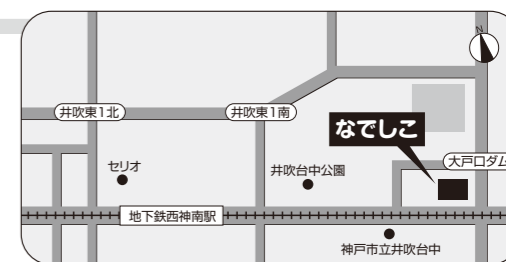 N
井吹東1北
井吹東1南
なでしこ
大戸口ダム
セリオ
井吹台中公園
地下鉄西神南駅
神戸市立井吹台中